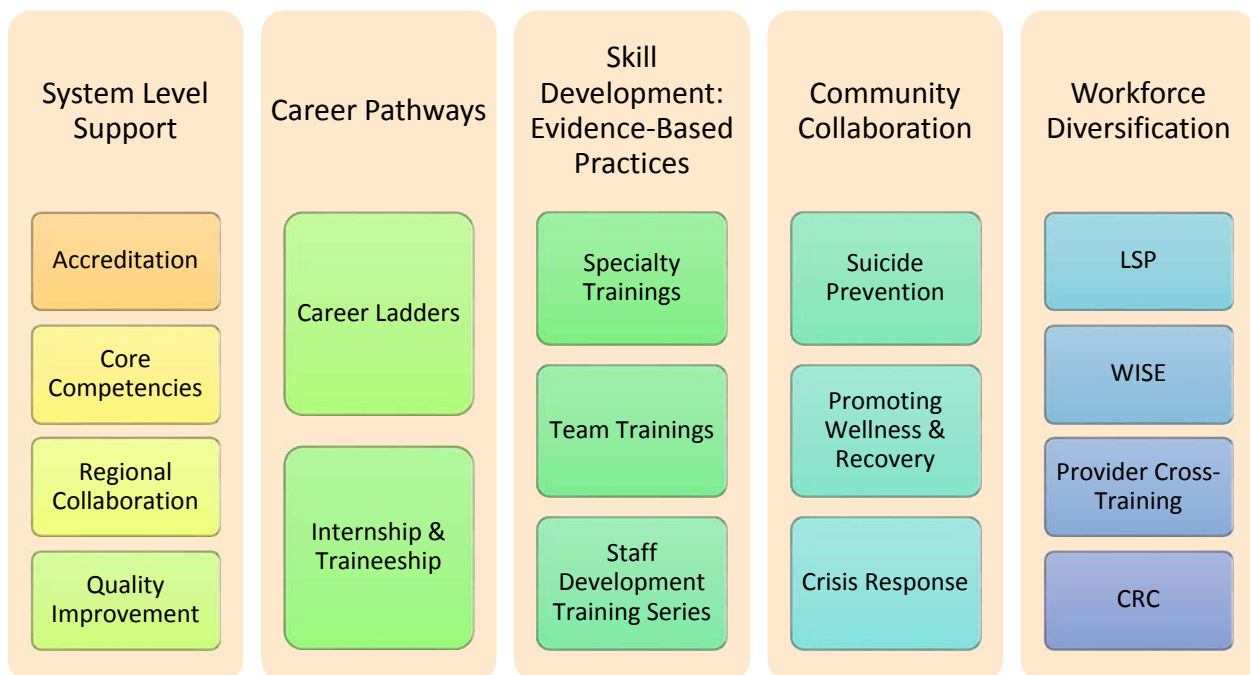 System Level
Support
Accreditation
Core
Competencies
Regional
Collaboration
Quality
Improvement
Career Pathways
Career Ladders
Internship &
Traineeship
Skill
Development:
Evidence-Based
Practices
Specialty
Trainings
Team Trainings
Staff
Development
Training Series
Community
Collaboration
Suicide
Prevention
Promoting
Wellness &
Recovery
Crisis Response
Workforce
Diversification
LSP
WISE
Provider Cross-
Training
CRC